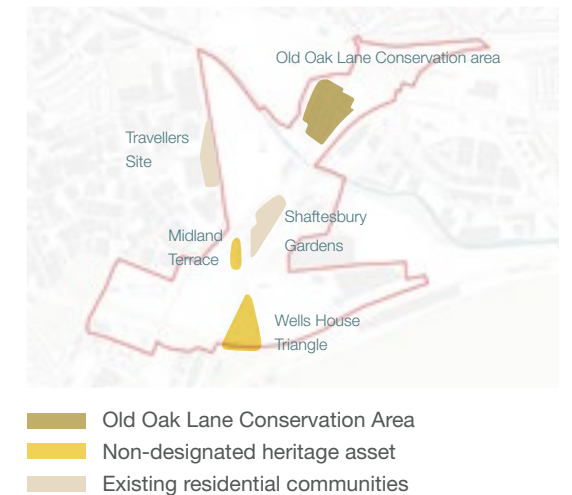 Old Oak Lane Conservation area
Travellers
Site
Shaftesbury
Gardens
Midland
Terrace
Wells House
Triangle
Old Oak Lane Conservation Area
Non-designated heritage asset
Existing residential communities